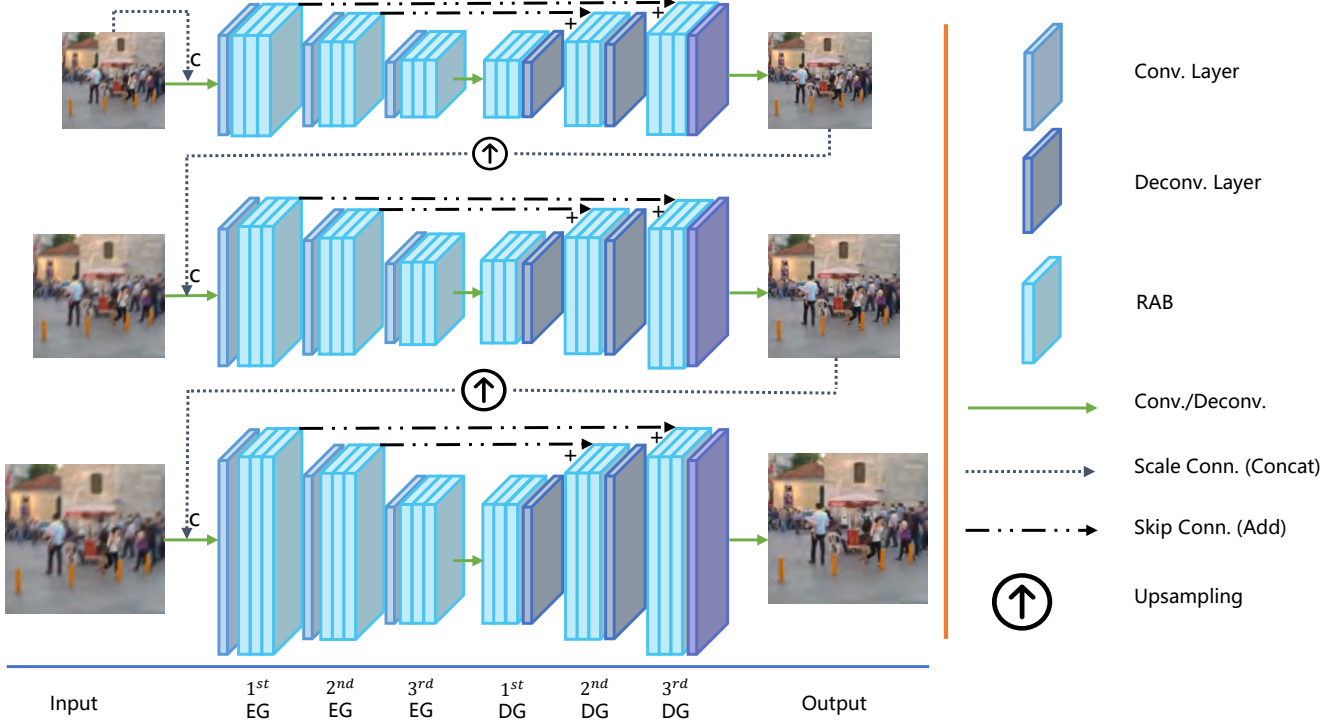 C
+
+
C
+
+
C
+
+
Input
1st EG
2nd EG
3rd EG
1st DG
2nd DG
3rd DG
Output
Conv. Layer
Deconv. Layer
RAB
Conv./Deconv.
Scale Conn. (Concat)
Skip Conn. (Add)
Upsampling